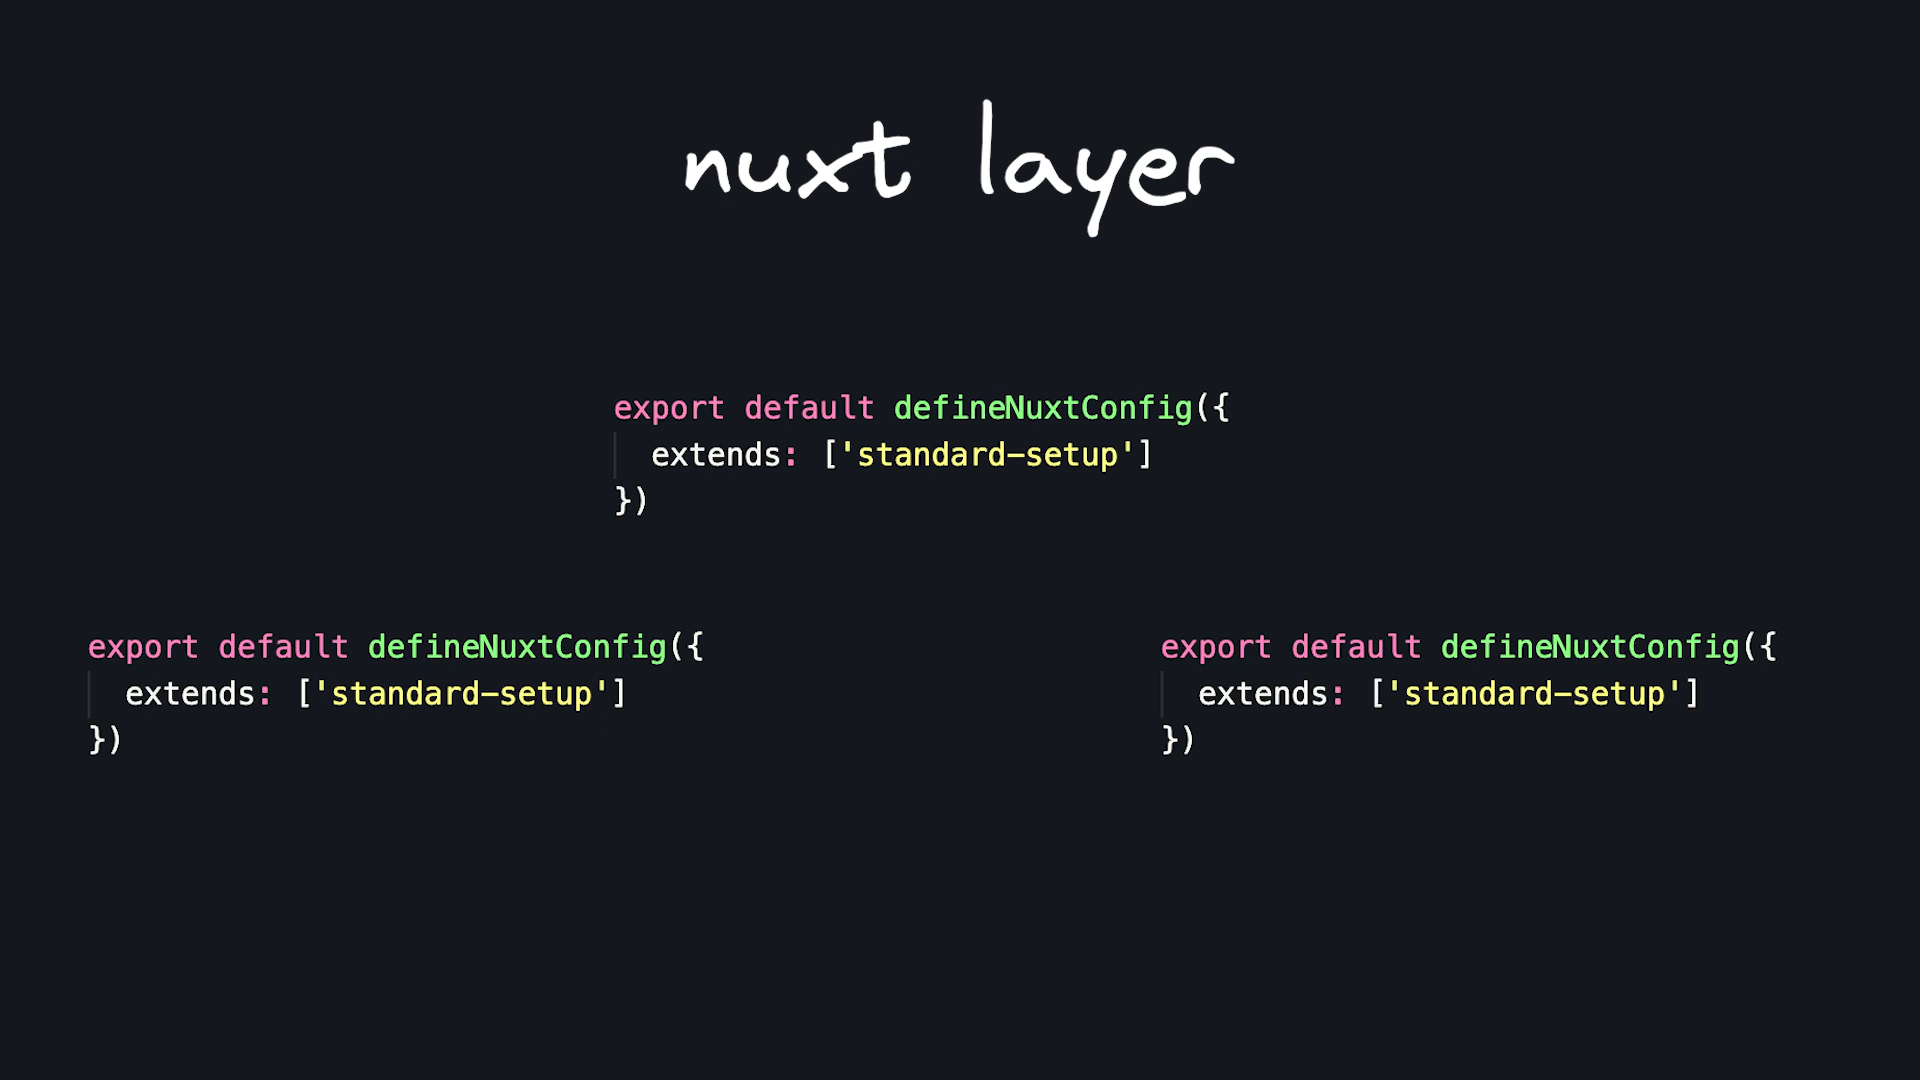 nuxt layer
export default defineNuxtConfig({
  extends: ['standard-setup']
})
export default defineNuxtConfig({
  extends: ['standard-setup']
})
export default defineNuxtConfig({
  extends: ['standard-setup']
})